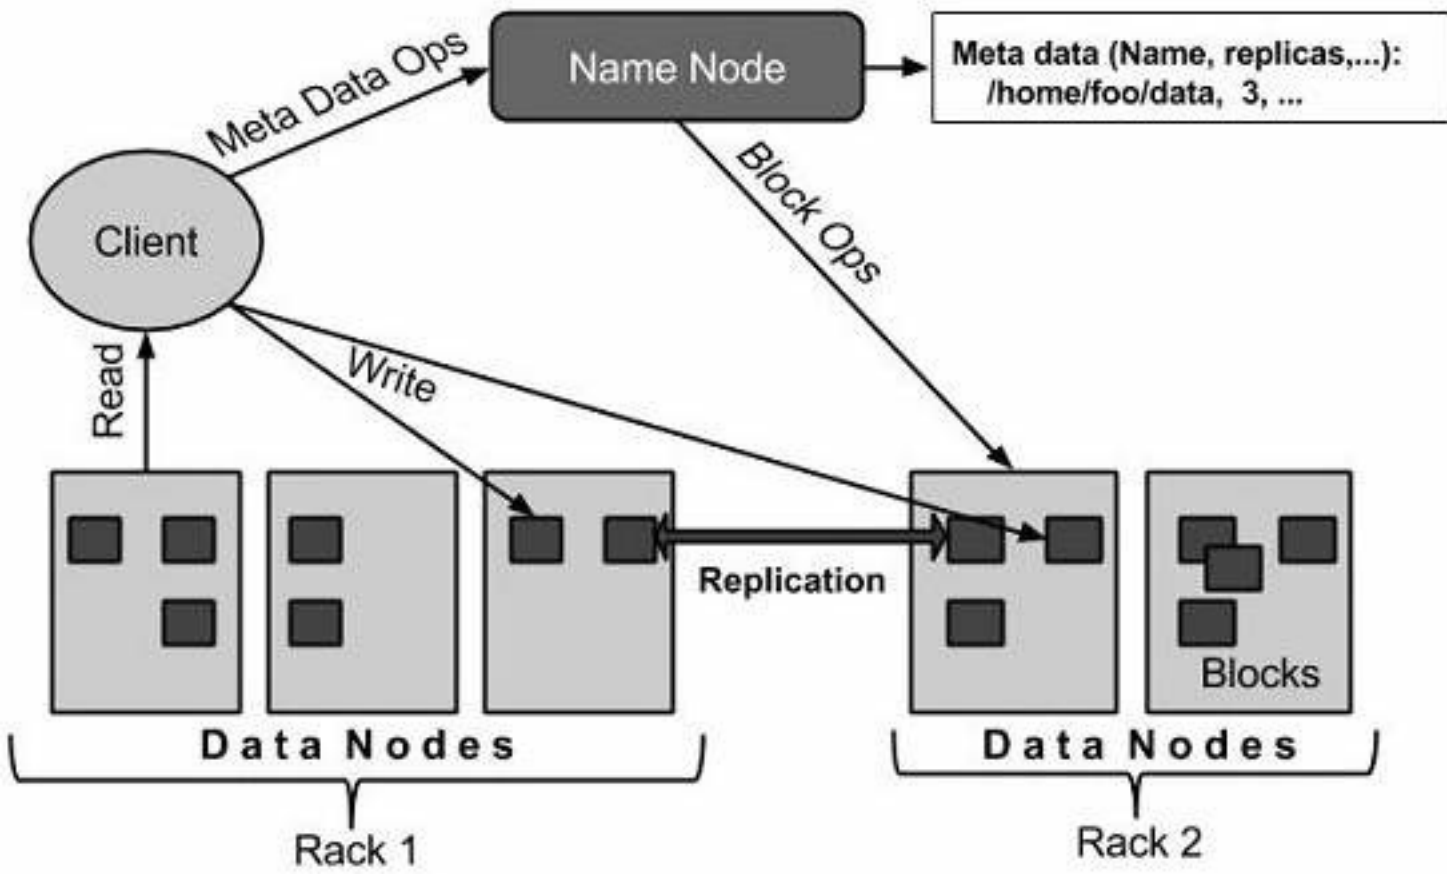 Meta Data Ops
Name Node
Meta data (Name, replicas,...):
/home/foo/data, 3, ...
Block Ops
Client
Read
Write
Replication
Blocks
Data Nodes
Data Nodes
Rack 1
Rack 2